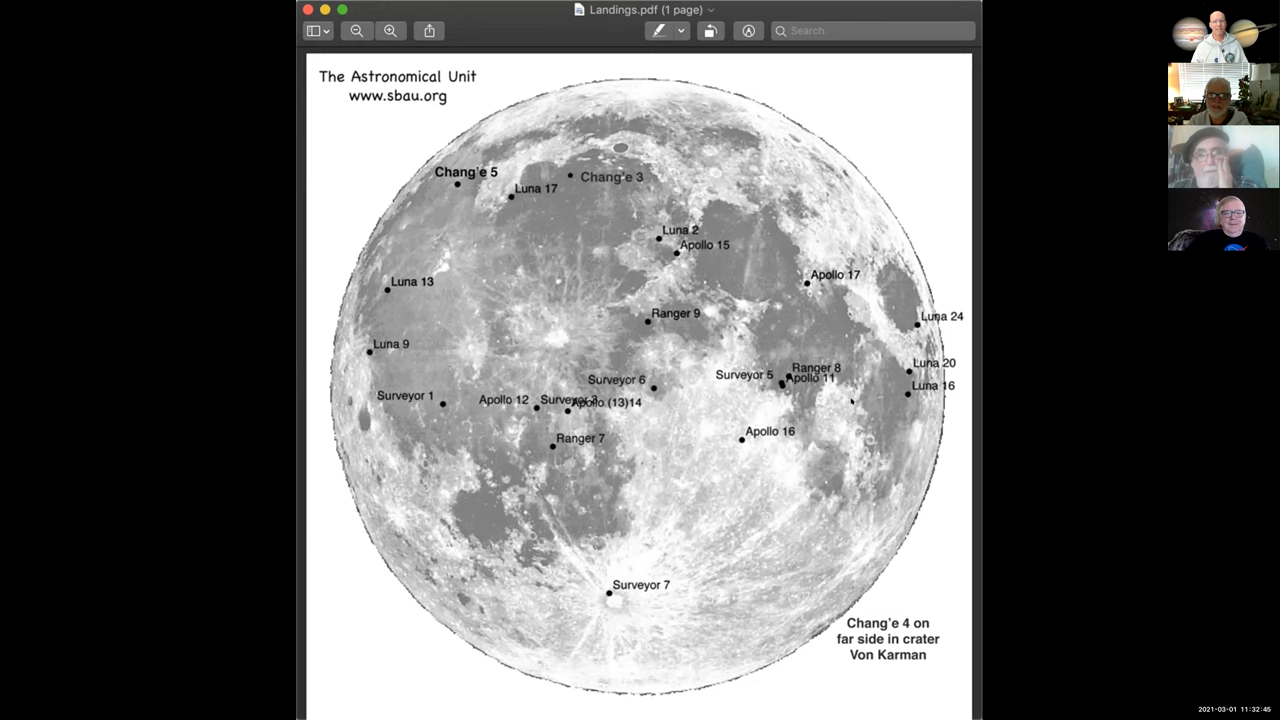 Landings.pdf (1 page)
Search
The Astronomical Unit
www.sbau.org
Chang'e 5
Chang'e 3
Luna 17
Luna 2
Apollo 15
Apollo 17
Luna 13
Ranger 9
Luna 24
Luna 9
Luna 20
Ranger 8
Surveyor 5
Apollo 11
Surveyor 6
Luna 16
Surveyor 1
Apollo 12
Surveyor 3
Apollo (13)14
Apollo 16
Ranger 7
Surveyor 7
Chang'e 4 on
far side in crater
Von Karman
2021-03-01 11:32:45